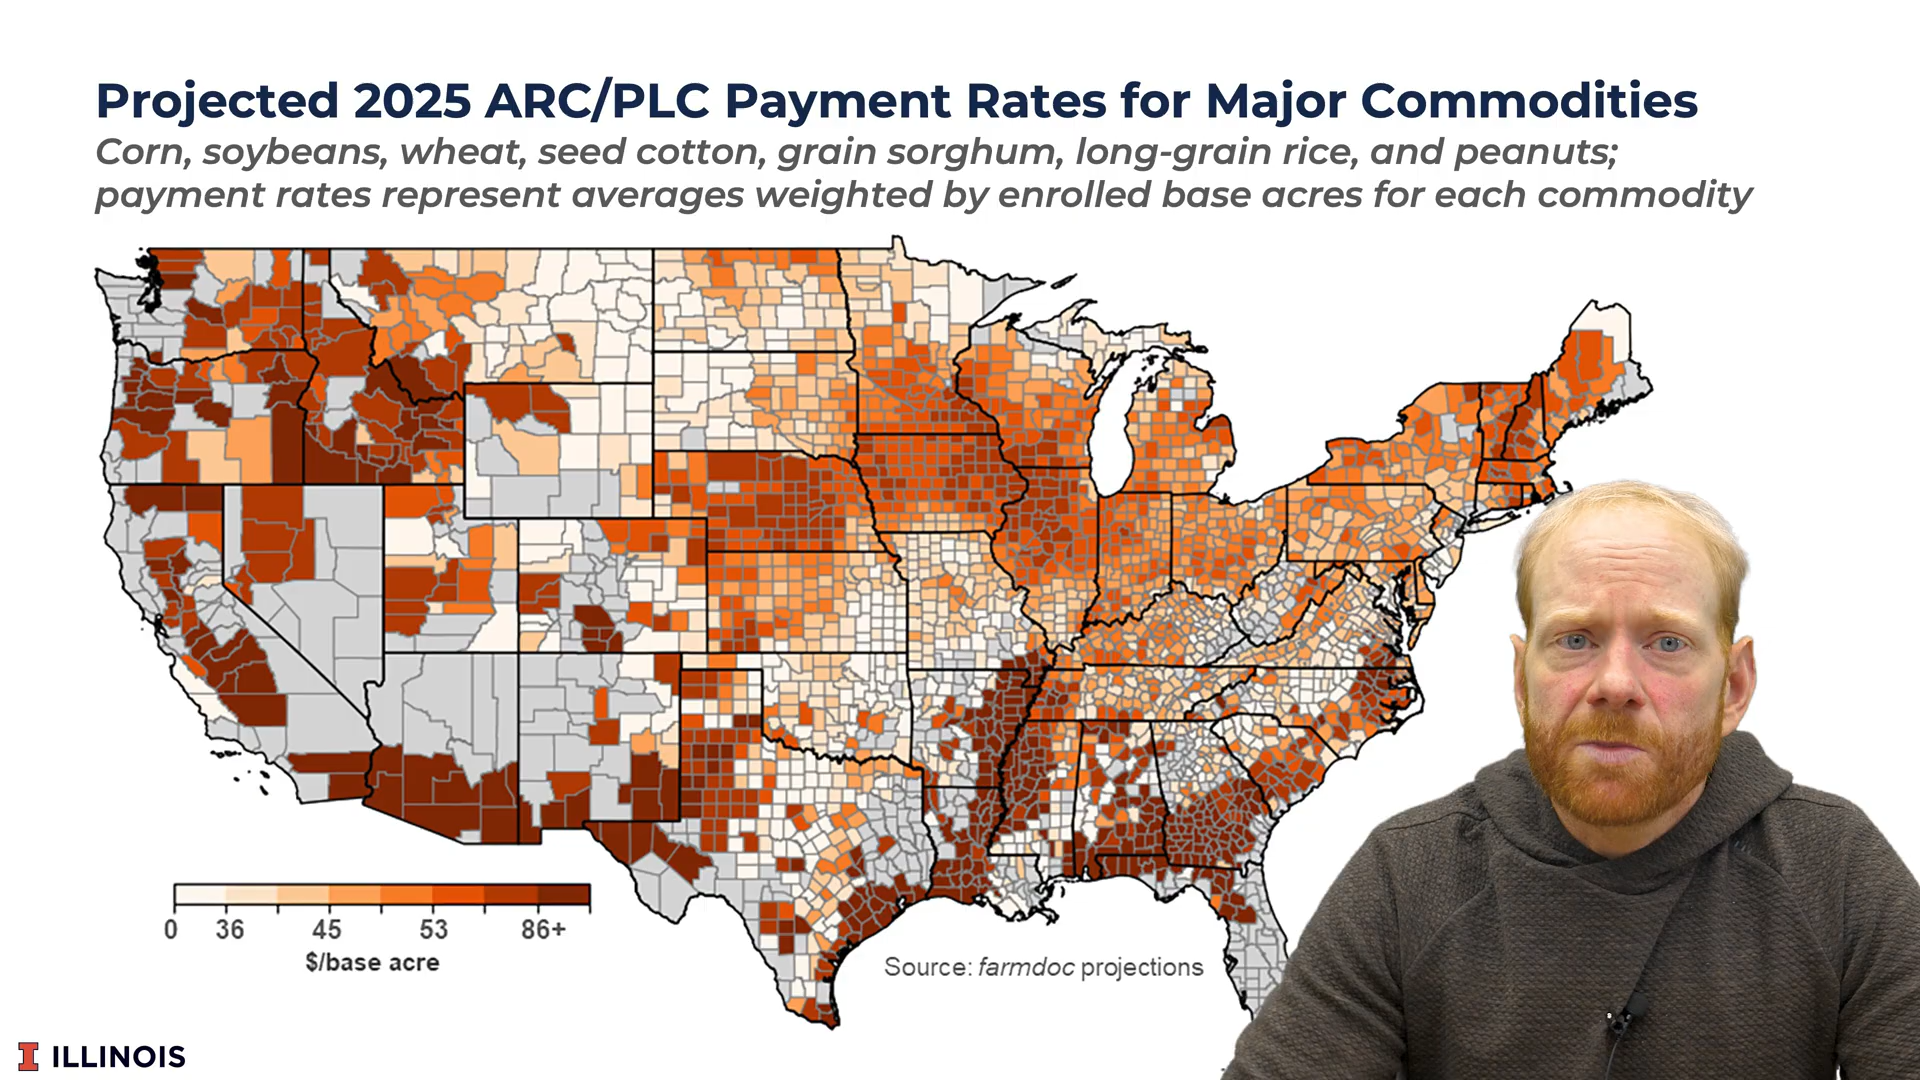 Projected 2025 ARC/PLC Payment Rates for Major Commodities
Corn, soybeans, wheat, seed cotton, grain sorghum, long-grain rice, and peanuts;
payment rates represent averages weighted by enrolled base acres for each commodity
0 36 45 53 86+
$/base acre
Source: farmdoc projections
I ILLINOIS